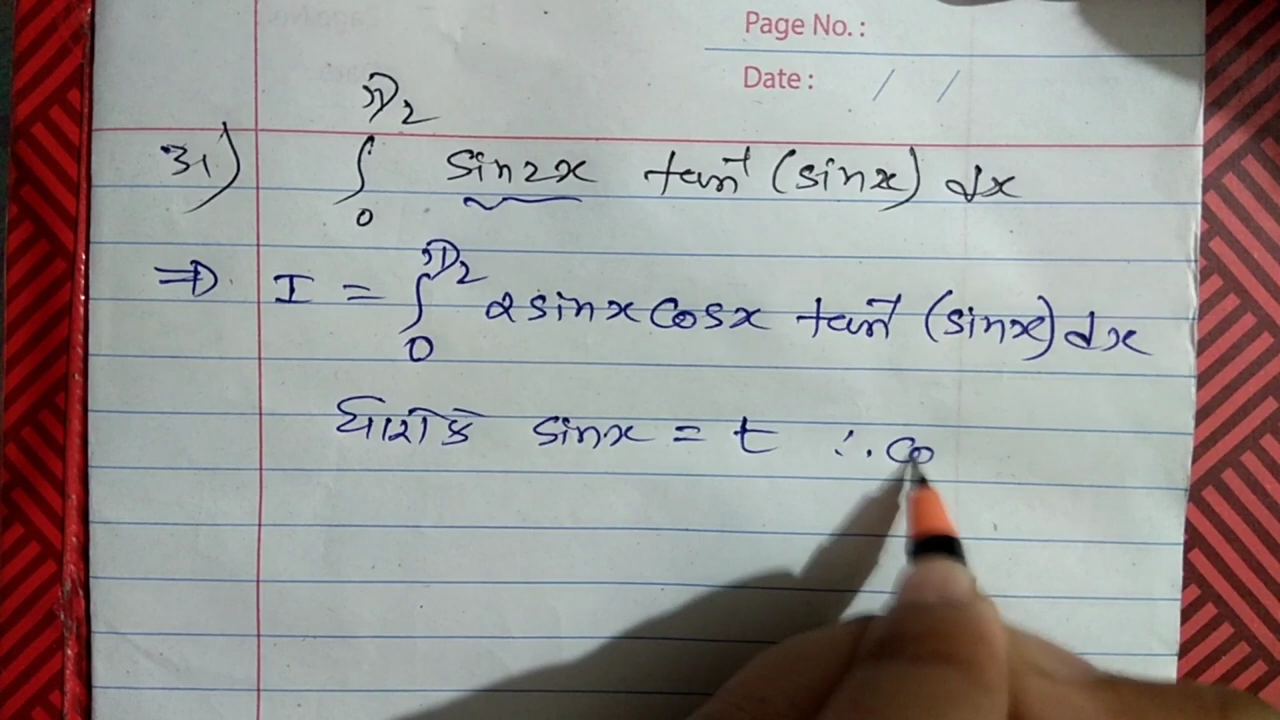 Page No. :
Date : / /
31) ∫₀^π/2 sin2x tan⁻¹ (sinx) dx
⇒ I = ∫₀^π/2 2sinx cosx tan⁻¹ (sinx) dx
sinx = t ∴ co